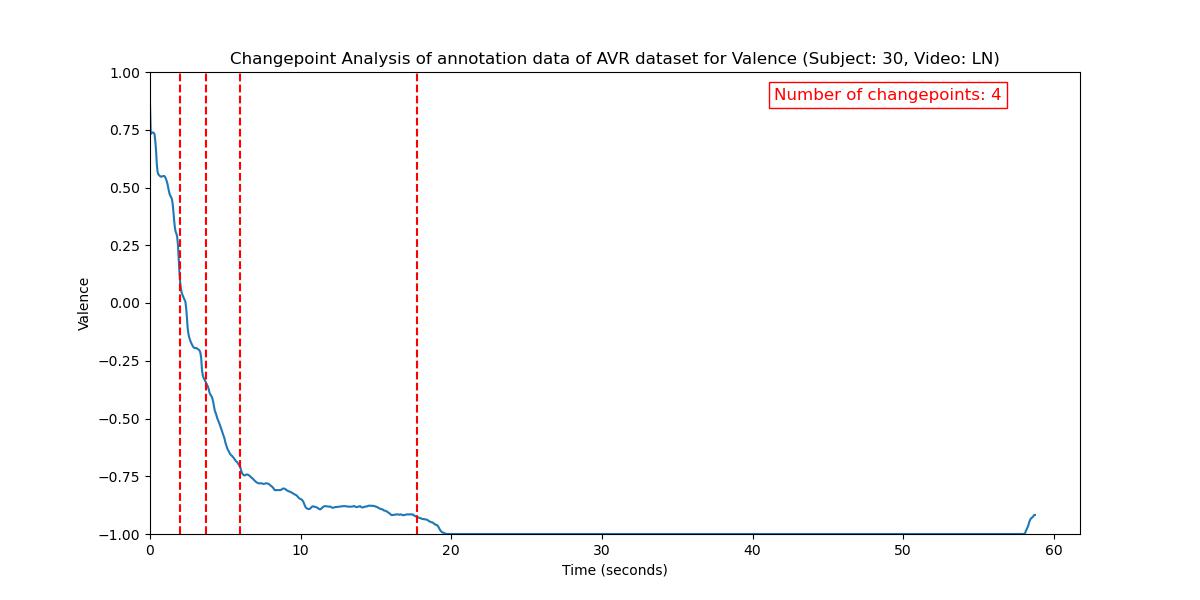 Changepoint Analysis of annotation data of AVR dataset for Valence (Subject: 30, Video: LN)
Number of changepoints: 4
Valence
1.00
0.75
0.50
0.25
0.00
−0.25
−0.50
−0.75
−1.00
0 10 20 30 40 50 60
Time (seconds)